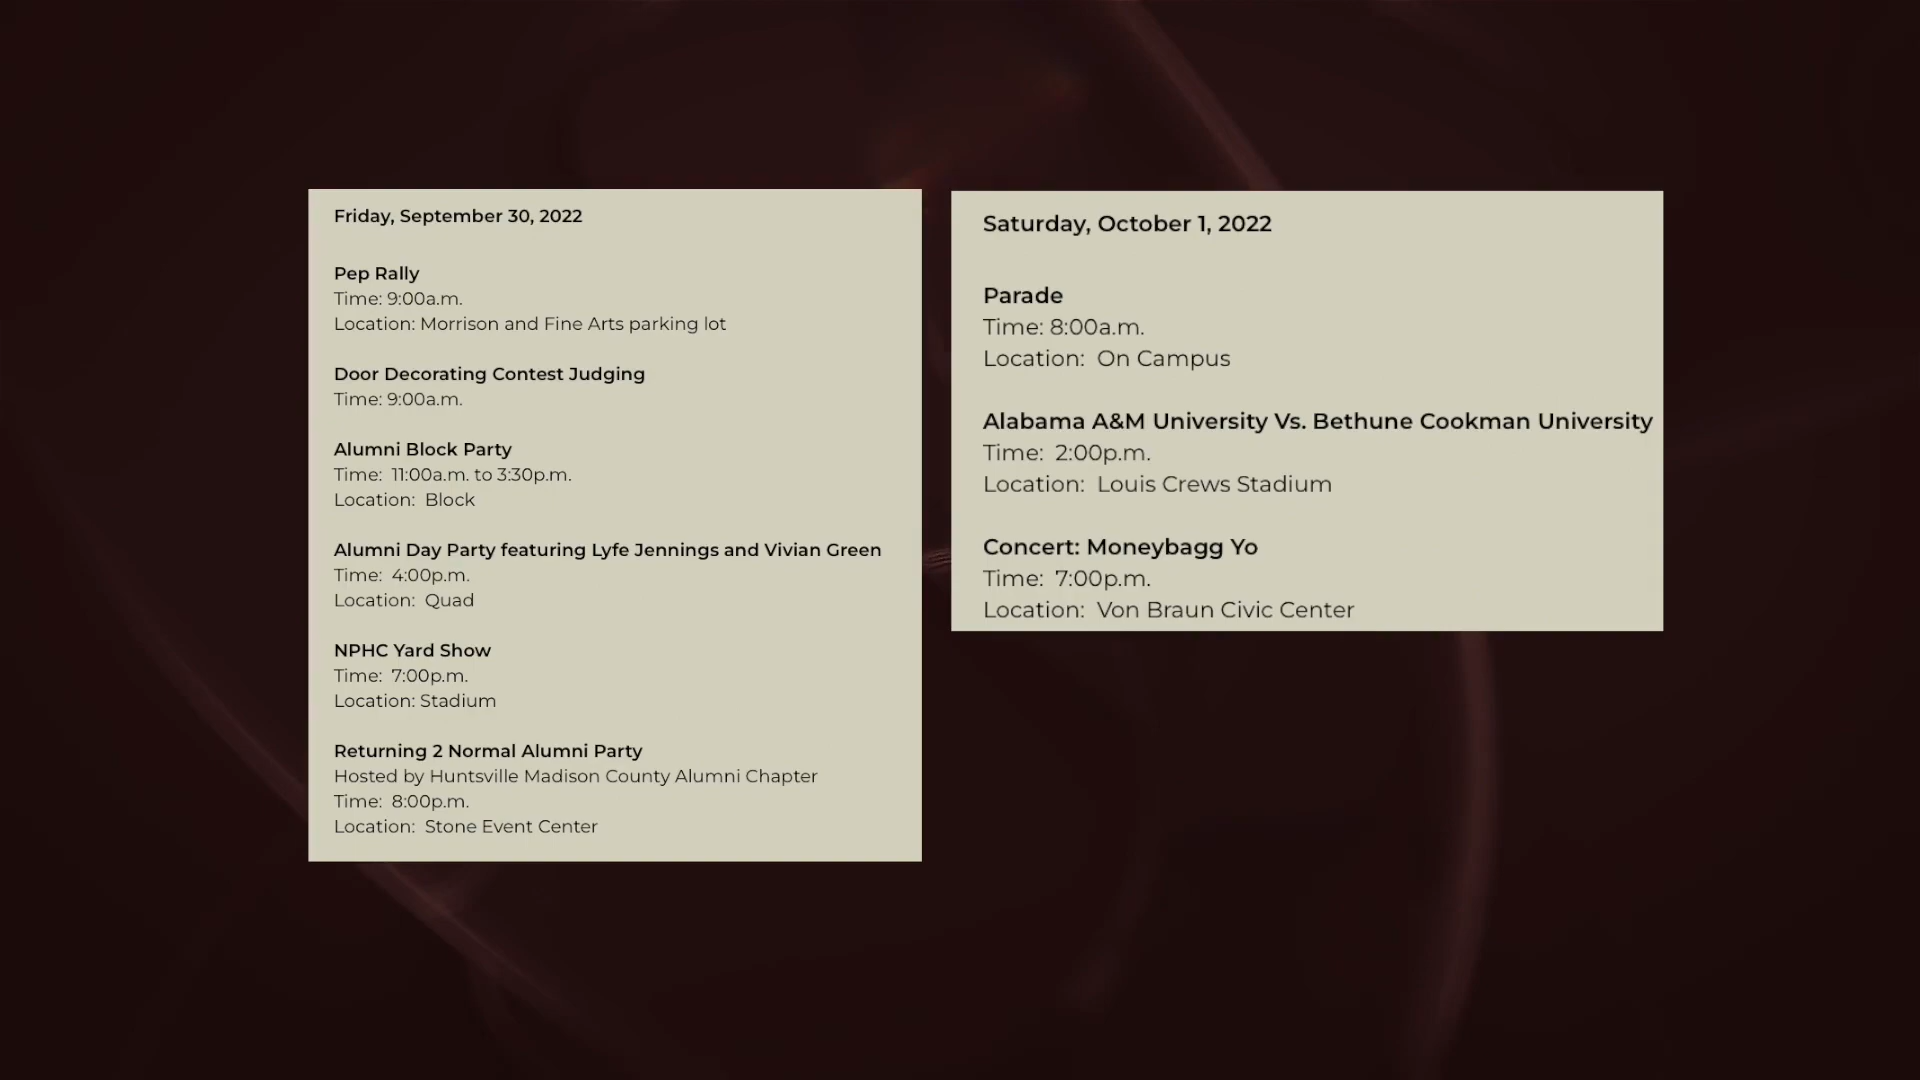 Friday, September 30, 2022
Pep Rally
Time: 9:00a.m.
Location: Morrison and Fine Arts parking lot
Door Decorating Contest Judging
Time: 9:00a.m.
Alumni Block Party
Time: 11:00a.m. to 3:30p.m.
Location: Block
Alumni Day Party featuring Lyfe Jennings and Vivian Green
Time: 4:00p.m.
Location: Quad
NPHC Yard Show
Time: 7:00p.m.
Location: Stadium
Returning 2 Normal Alumni Party
Hosted by Huntsville Madison County Alumni Chapter
Time: 8:00p.m.
Location: Stone Event Center
Saturday, October 1, 2022
Parade
Time: 8:00a.m.
Location: On Campus
Alabama A&M University Vs. Bethune Cookman University
Time: 2:00p.m.
Location: Louis Crews Stadium
Concert: Moneybagg Yo
Time: 7:00p.m.
Location: Von Braun Civic Center